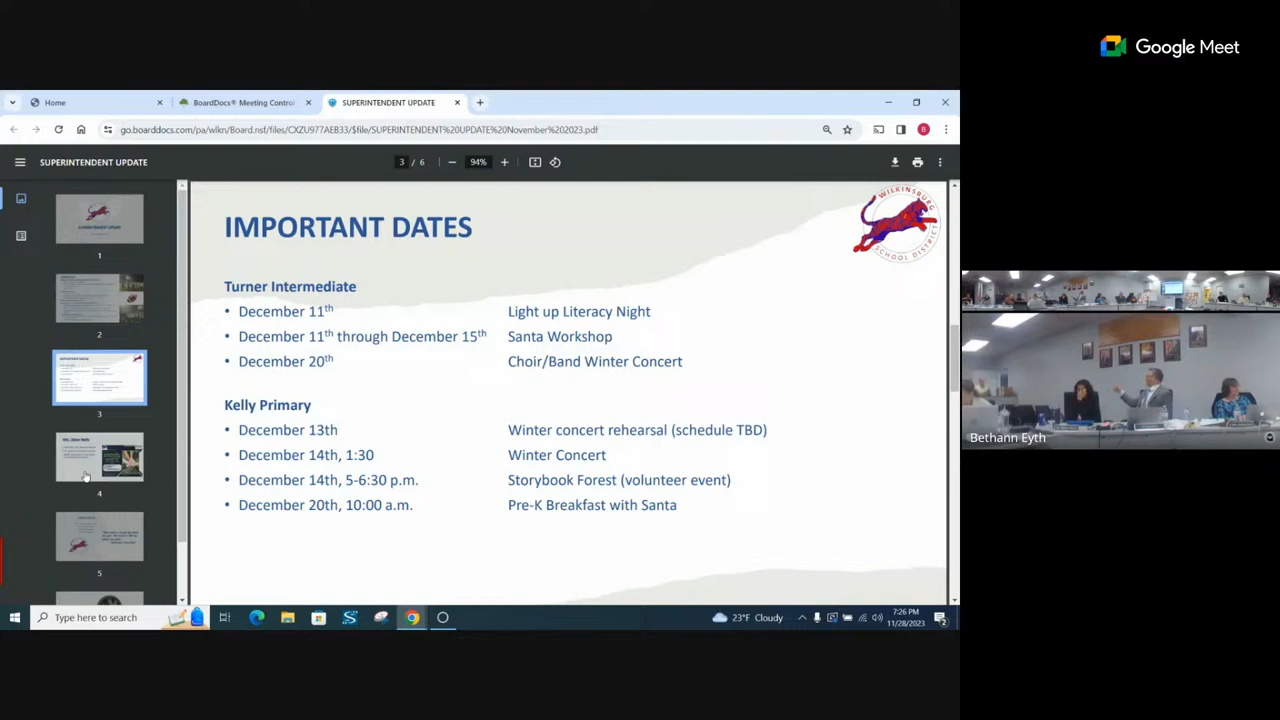 Google Meet
Home
BoardDocs® Meeting Control
SUPERINTENDENT UPDATE
go.boarddocs.com/pa/wlkn/Board.nsf/files/CXZU977AEB33/$file/SUPERINTENDENT%20UPDATE%20November%202023.pdf
SUPERINTENDENT UPDATE
3 / 6
94%
1
2
3
4
5
WILKINSBURG
SCHOOL DISTRICT
IMPORTANT DATES
Turner Intermediate
• December 11th Light up Literacy Night
• December 11th through December 15th Santa Workshop
• December 20th Choir/Band Winter Concert
Kelly Primary
• December 13th Winter concert rehearsal (schedule TBD)
• December 14th, 1:30 Winter Concert
• December 14th, 5-6:30 p.m. Storybook Forest (volunteer event)
• December 20th, 10:00 a.m. Pre-K Breakfast with Santa
Bethann Eyth
Type here to search
23°F Cloudy
7:26 PM
11/28/2023